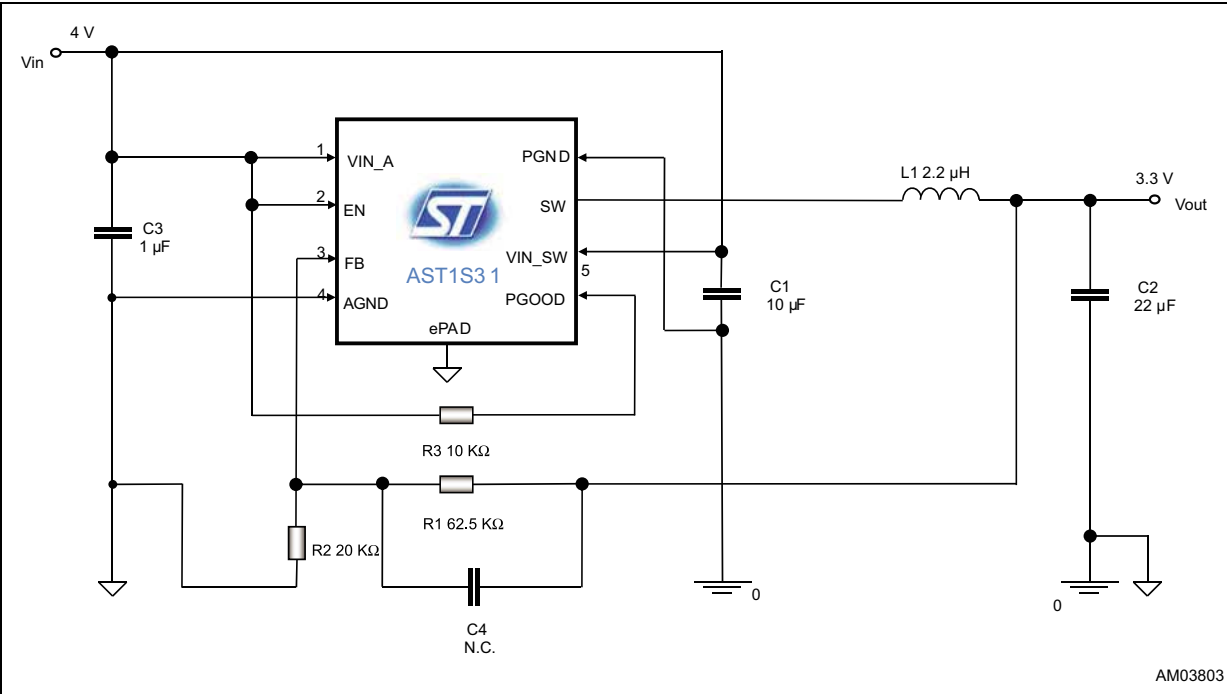 4 V
Vin
1
VIN_A
2
EN
3
FB
4
AGND
PGND
SW
VIN_SW
5
PGOOD
ST
AST1S31
ePAD
C3
1 µF
L1 2.2 µH
3.3 V
Vout
C1
10 µF
C2
22 µF
R3 10 KΩ
R1 62.5 KΩ
R2 20 KΩ
C4
N.C.
0
0
AM03803